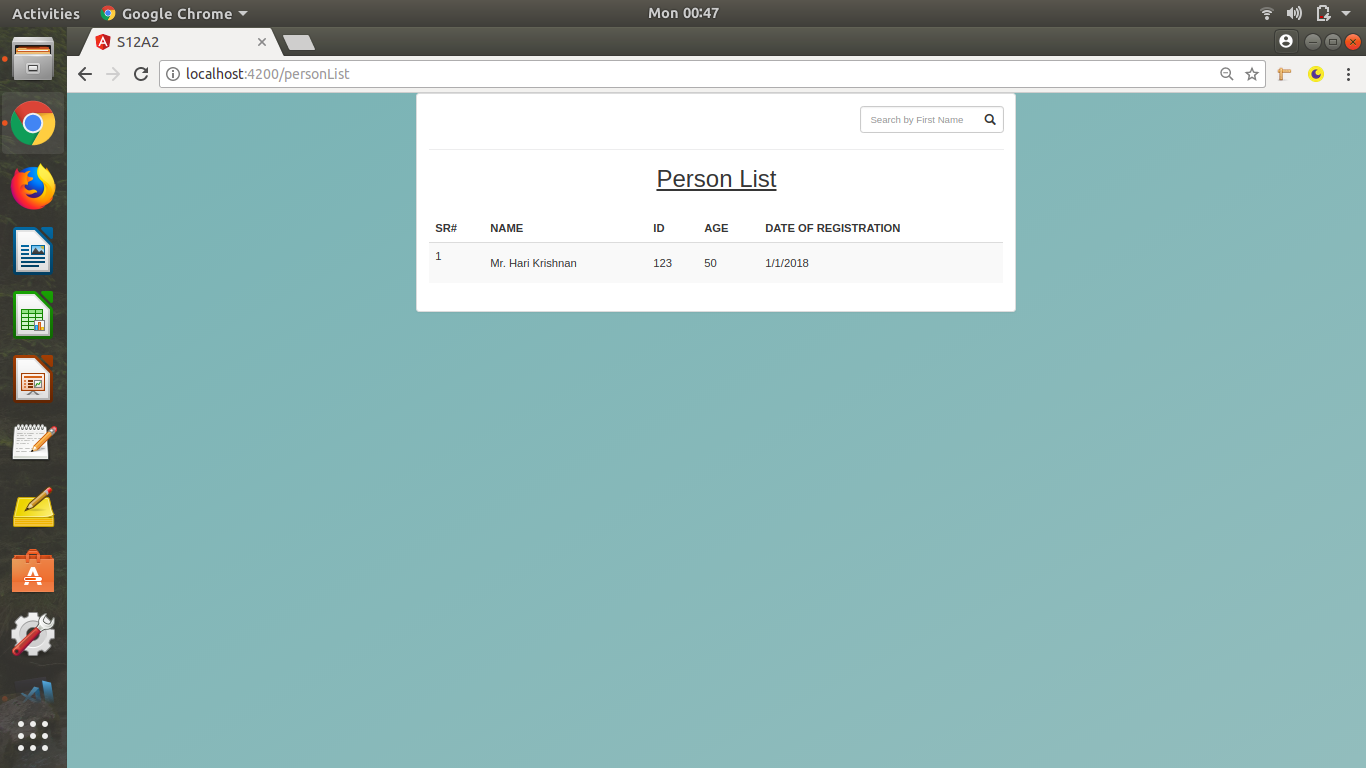 Activities Google Chrome Mon 00:47
S12A2
localhost:4200/personList
Search by First Name
Person List
SR# NAME ID AGE DATE OF REGISTRATION
1 Mr. Hari Krishnan 123 50 1/1/2018